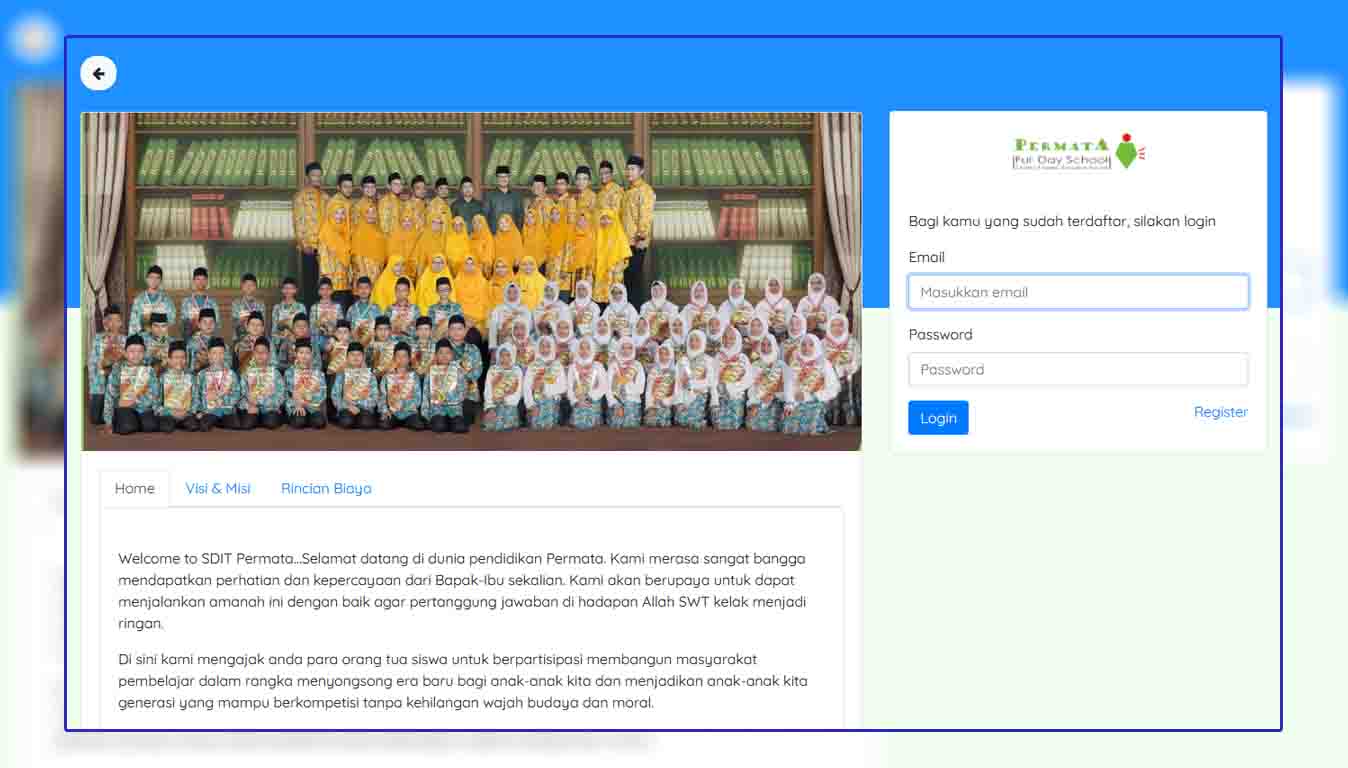 PERMATA
Full Day School
Bagi kamu yang sudah terdaftar, silakan login
Email
Masukkan email
Password
Password
Login
Register
Home
Visi & Misi
Rincian Biaya
Welcome to SDIT Permata...Selamat datang di dunia pendidikan Permata. Kami merasa sangat bangga
mendapatkan perhatian dan kepercayaan dari Bapak-Ibu sekalian. Kami akan berupaya untuk dapat
menjalankan amanah ini dengan baik agar pertanggung jawaban di hadapan Allah SWT kelak menjadi
ringan.
Di sini kami mengajak anda para orang tua siswa untuk berpartisipasi membangun masyarakat
pembelajar dalam rangka menyongsong era baru bagi anak-anak kita dan menjadikan anak-anak kita
generasi yang mampu berkompetisi tanpa kehilangan wajah budaya dan moral.